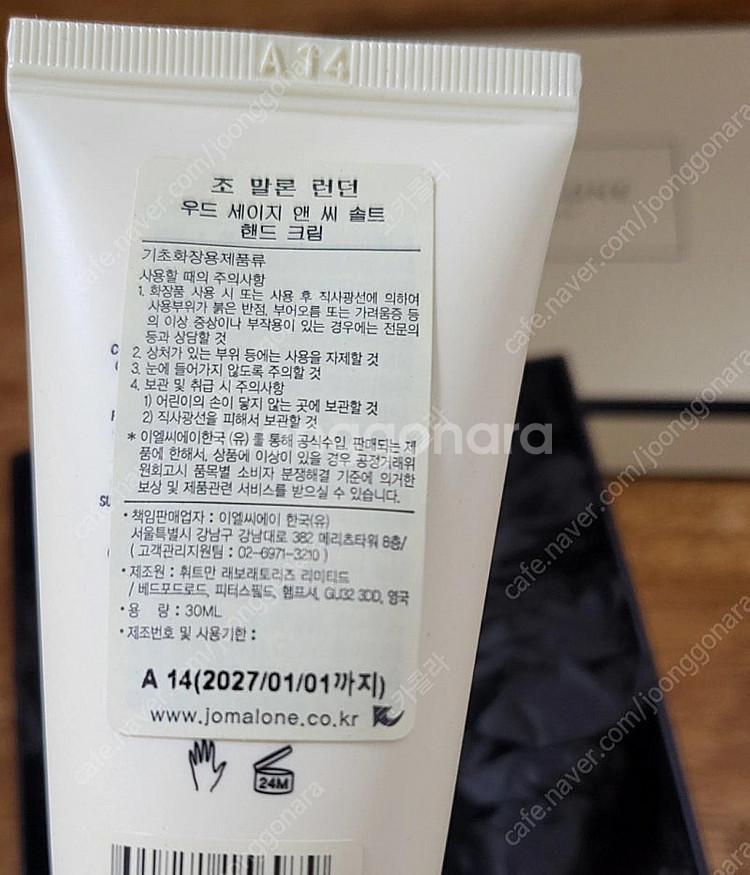 A 14
조 말론 런던
우드 세이지 앤 씨 솔트
핸드 크림
기초화장용제품류
사용할 때의 주의사항
1. 화장품 사용 시 또는 사용 후 직사광선에 의하여
사용부위가 붉은 반점, 부어오름 또는 가려움증 등
의 이상 증상이나 부작용이 있는 경우에는 전문의
등과 상담할 것
2. 상처가 있는 부위 등에는 사용을 자제할 것
3. 눈에 들어가지 않도록 주의할 것
4. 보관 및 취급 시 주의사항
1) 어린이의 손이 닿지 않는 곳에 보관할 것
2) 직사광선을 피해서 보관할 것
* 이엘씨에이한국 (유) 를 통해 공식수입, 판매되는 제
품에 한해서, 상품에 이상이 있을 경우 공정거래위
원회고시 품목별 소비자 분쟁해결 기준에 의거한
보상 및 제품관련 서비스를 받으실 수 있습니다.
• 책임판매업자 : 이엘씨에이 한국(유)
서울특별시 강남구 강남대로 382 메리츠타워 8층/
( 고객관리지원팀 : 02-6971-3210 )
• 제조원 : 휘트만 래보래토리즈 리미티드
/ 베드포드로드, 피터스필드, 햄프셔, GU32 3DD, 영국
• 용 량 : 30ML
• 제조번호 및 사용기한 :
A 14(2027/01/01까지)
www.jomalone.co.kr
24M
joonggonara
cafe.naver.com/joonggonara